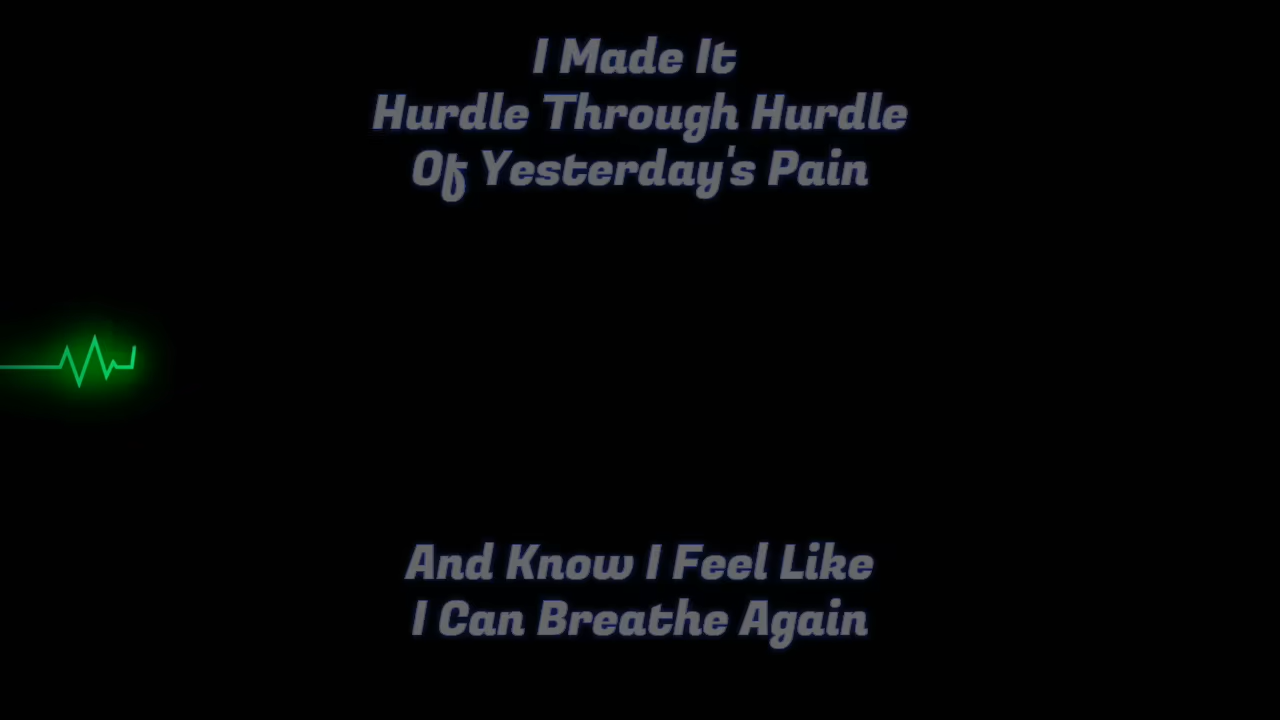 I Made It
Hurdle Through Hurdle
Of Yesterday's Pain
And Know I Feel Like
I Can Breathe Again